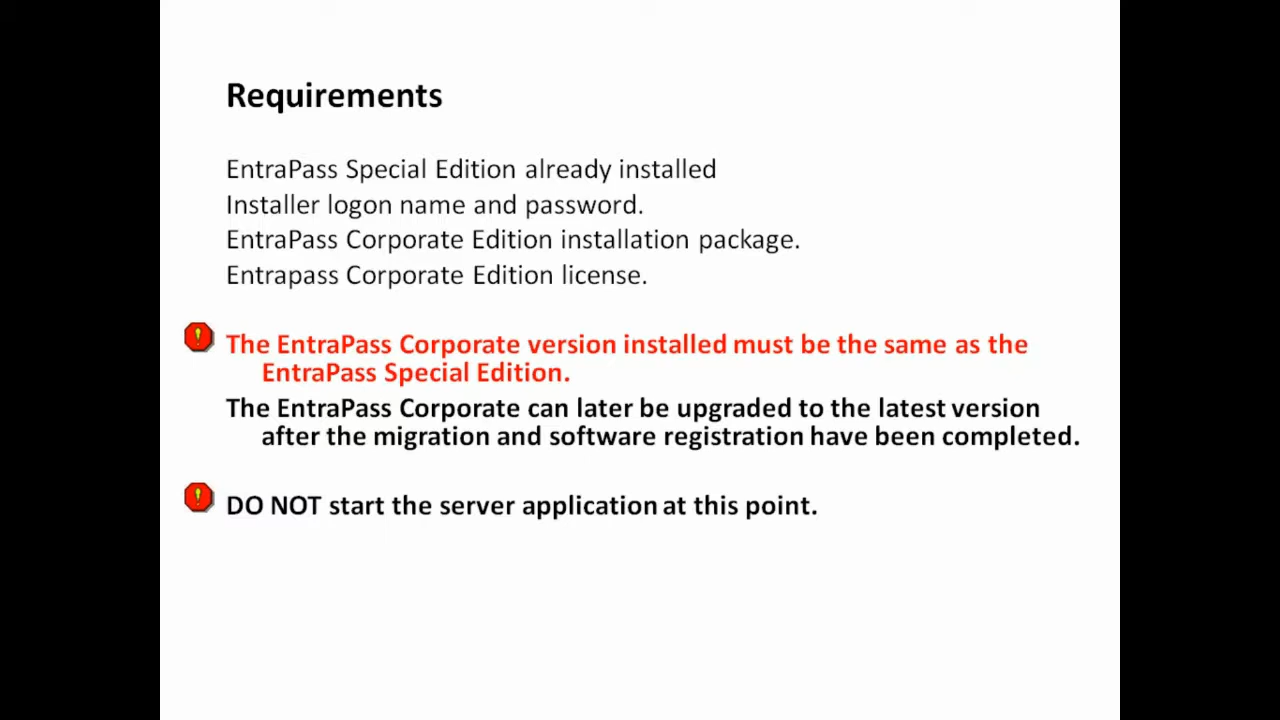 Requirements
EntraPass Special Edition already installed
Installer logon name and password.
EntraPass Corporate Edition installation package.
Entrapass Corporate Edition license.
The EntraPass Corporate version installed must be the same as the
EntraPass Special Edition.
The EntraPass Corporate can later be upgraded to the latest version
after the migration and software registration have been completed.
DO NOT start the server application at this point.